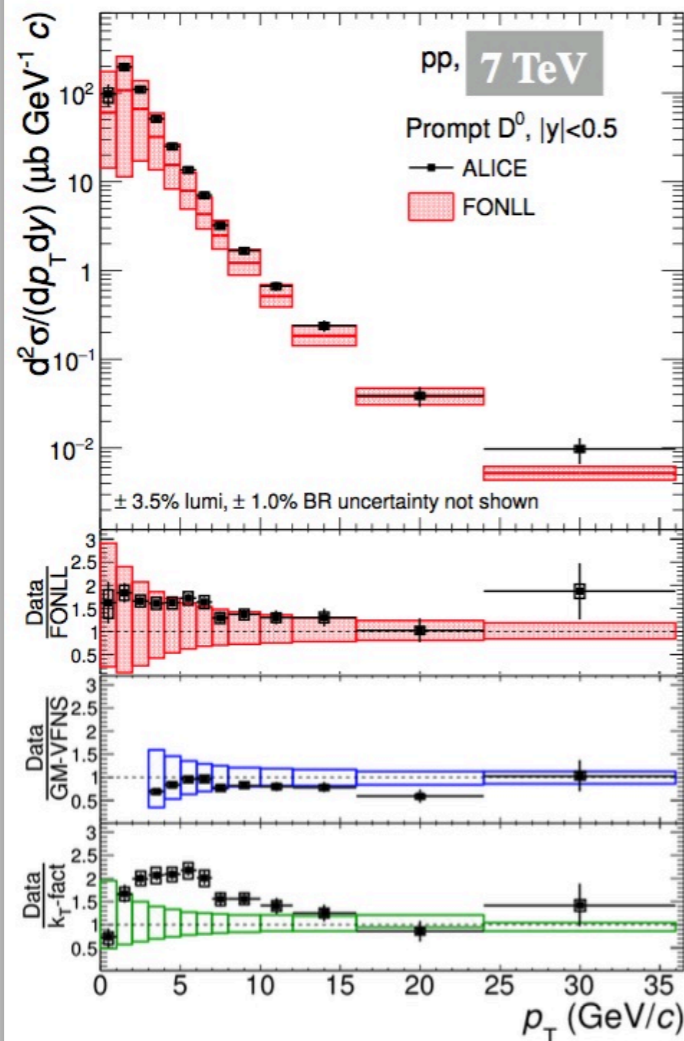 pp, 7 TeV
Prompt D⁰, |y|<0.5
ALICE
FONLL
d²σ/(dp_T dy) (μb GeV⁻¹ c)
10²
10
1
10⁻¹
10⁻²
± 3.5% lumi, ± 1.0% BR uncertainty not shown
Data
FONLL
3
2.5
2
1.5
1
0.5
Data
GM-VFNS
3
2.5
2
1.5
1
0.5
Data
k_T-fact
3
2.5
2
1.5
1
0.5
0 5 10 15 20 25 30 35
p_T (GeV/c)